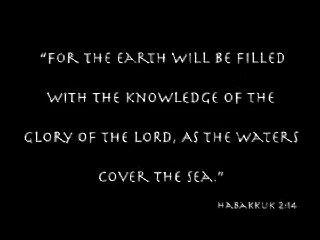 “For the earth will be filled
with the knowledge of the
glory of the Lord, as the waters
cover the sea.”
Habakkuk 2:14